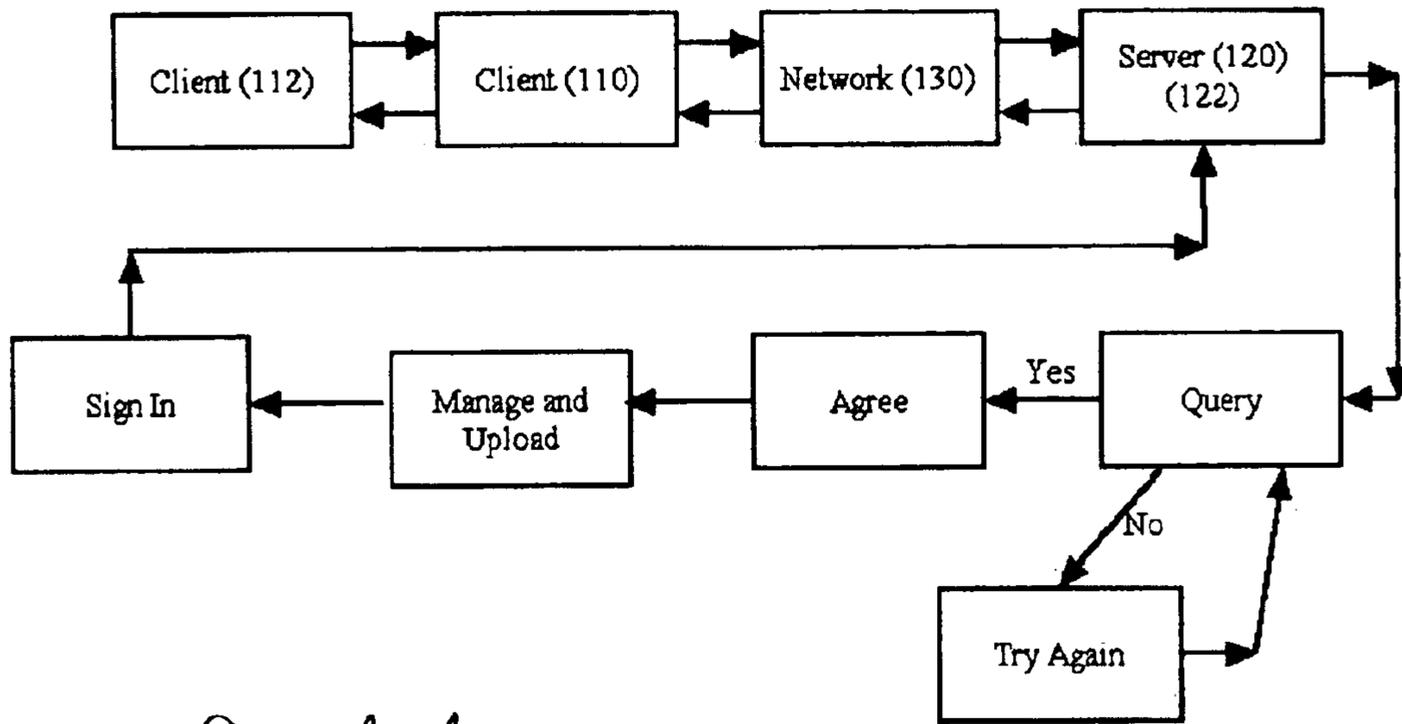 Client (112)
Client (110)
Network (130)
Server (120)
(122)
Sign In
Manage and
Upload
Agree
Yes
Query
No
Try Again